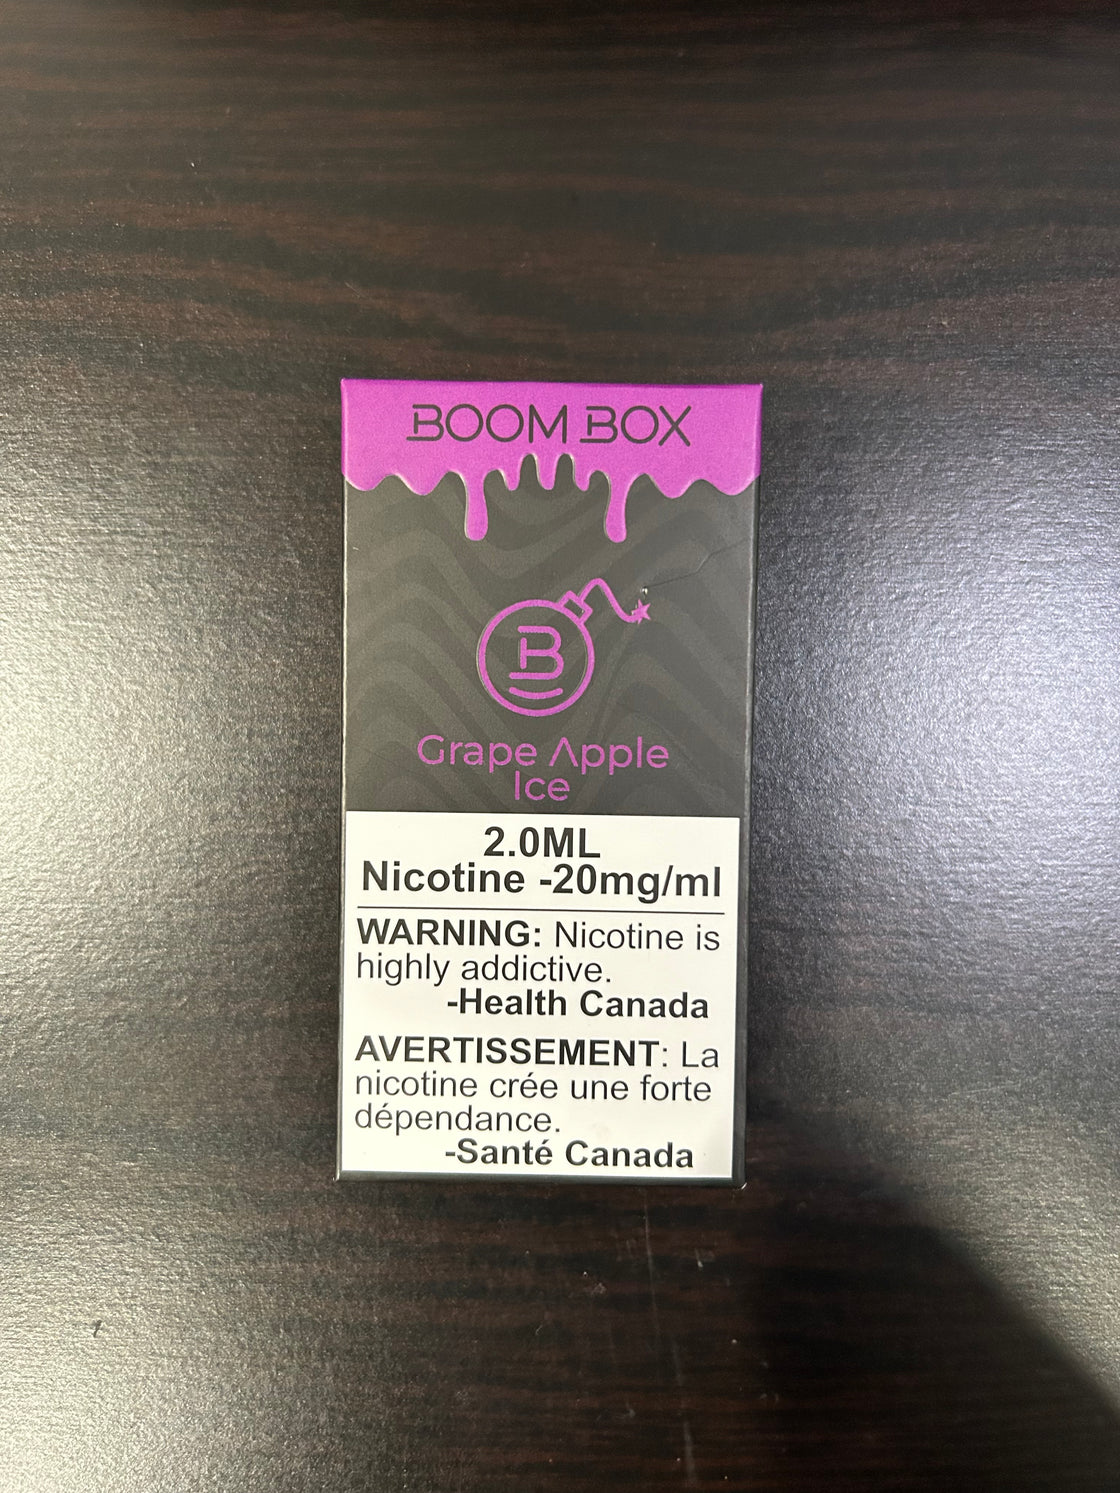 BOOM BOX
B
Grape Apple
Ice
2.0ML
Nicotine -20mg/ml
WARNING: Nicotine is
highly addictive.
-Health Canada
AVERTISSEMENT: La
nicotine crée une forte
dépendance.
-Santé Canada